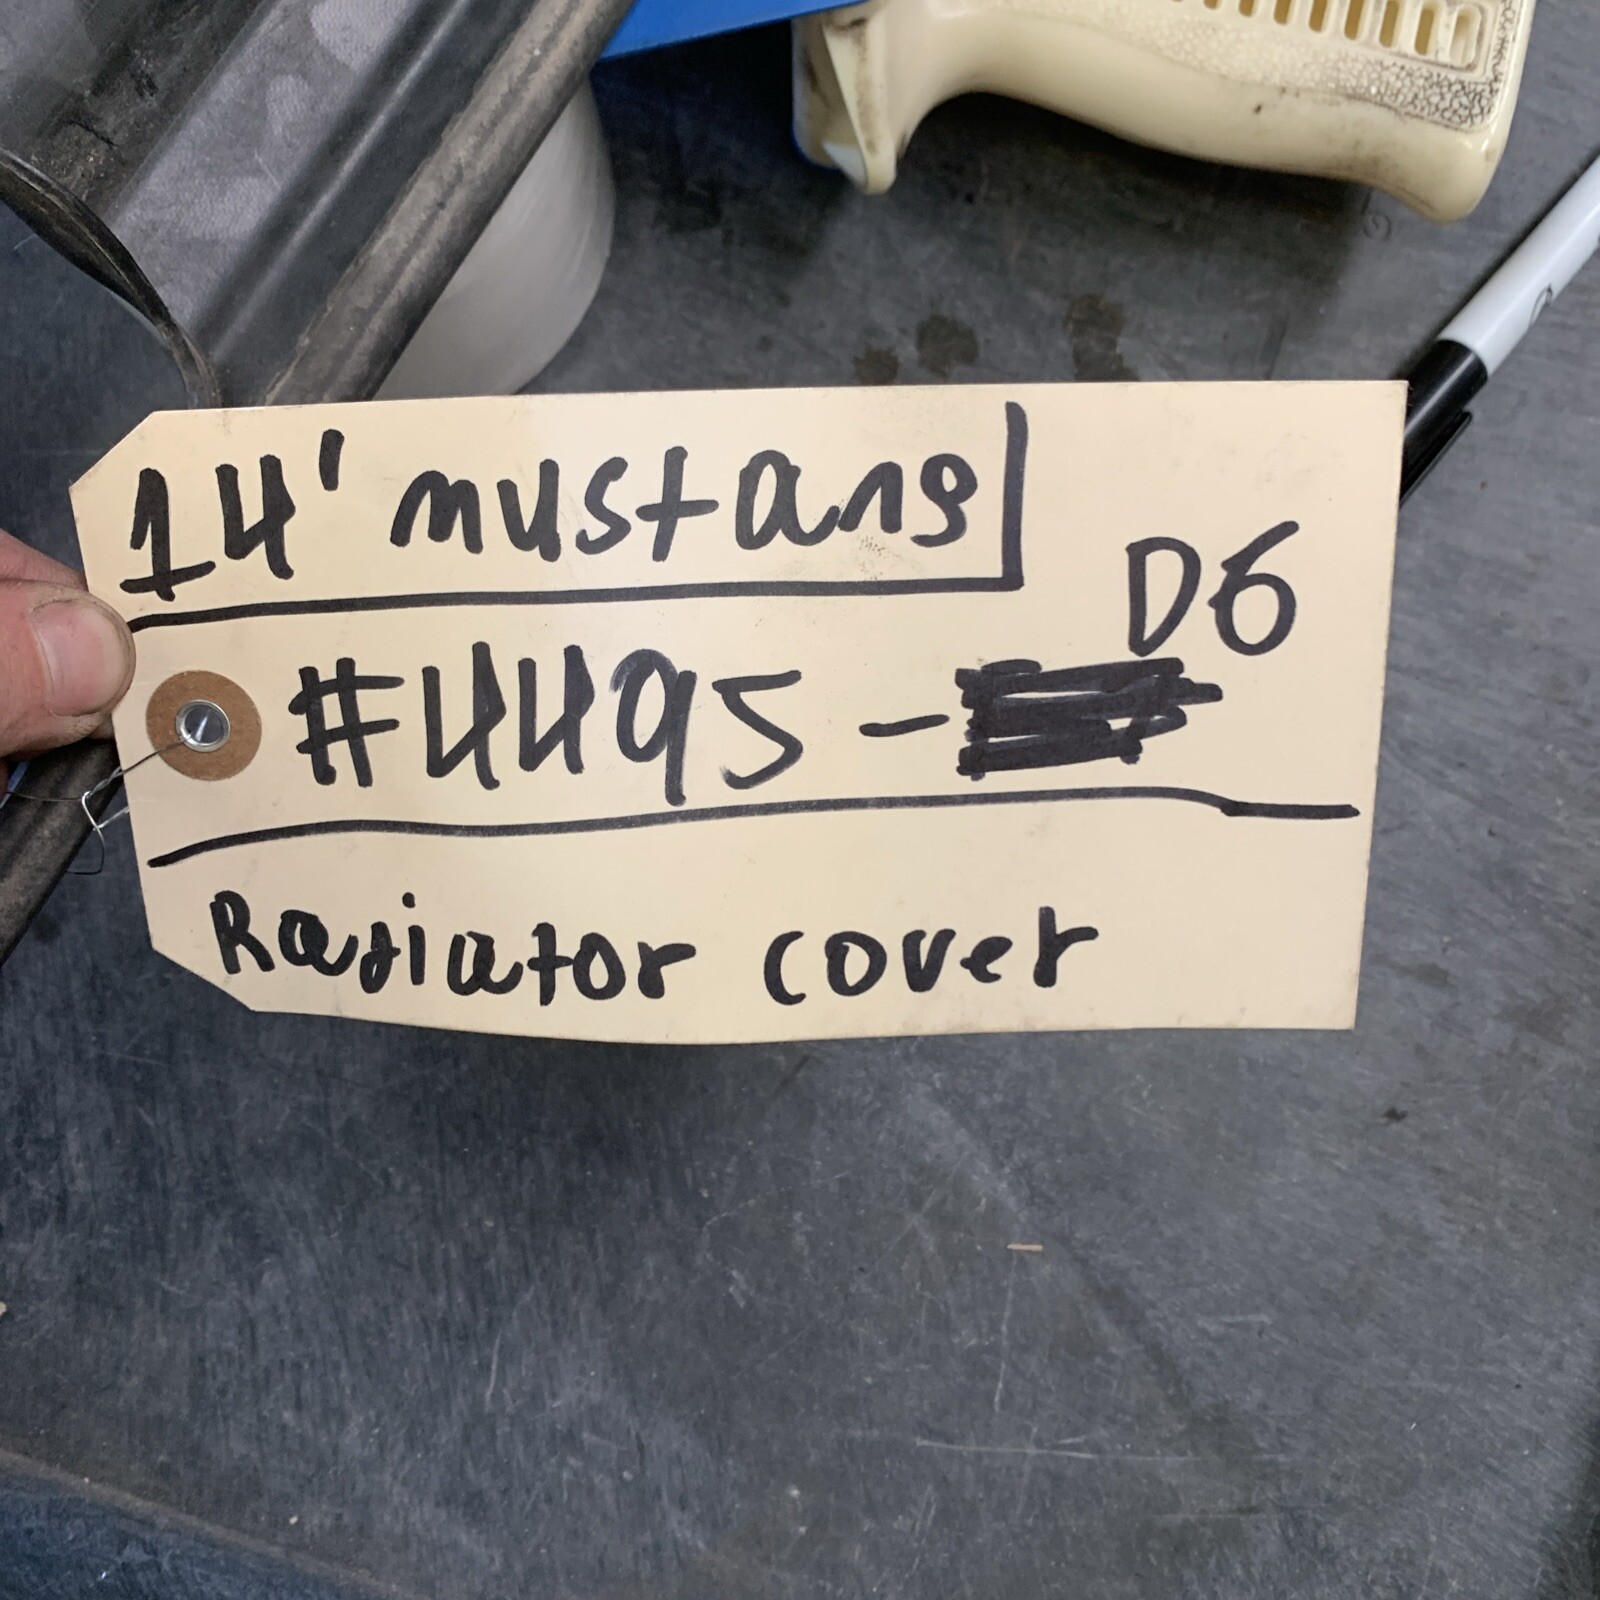 14' mustang
D6
#4495 -
Radiator cover